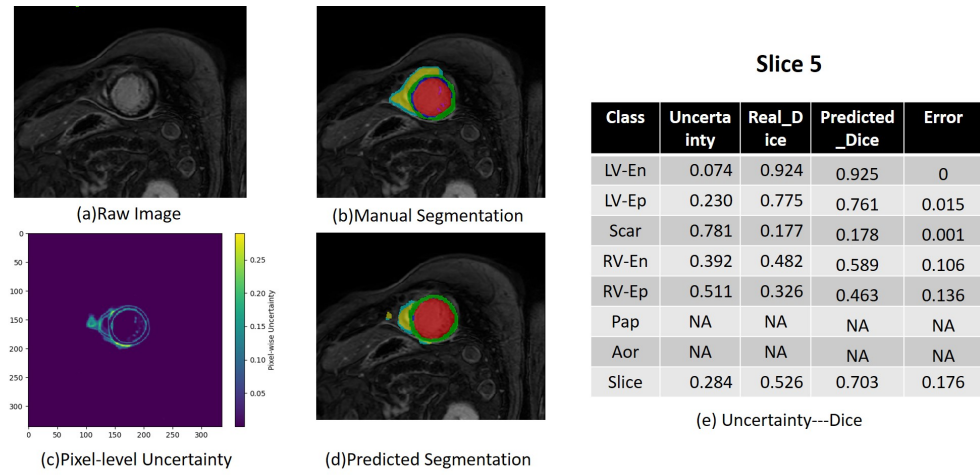 Slice 5
(a)Raw Image
(b)Manual Segmentation
0
50
100
150
200
250
300
0 50 100 150 200 250 300
0.25
0.20
0.15
0.10
0.05
Pixel-wise Uncertainty
(c)Pixel-level Uncertainty
(d)Predicted Segmentation
Class Uncerta Real_D Predicted Error
inty ice _Dice
LV-En 0.074 0.924 0.925 0
LV-Ep 0.230 0.775 0.761 0.015
Scar 0.781 0.177 0.178 0.001
RV-En 0.392 0.482 0.589 0.106
RV-Ep 0.511 0.326 0.463 0.136
Pap NA NA NA NA
Aor NA NA NA NA
Slice 0.284 0.526 0.703 0.176
(e) Uncertainty---Dice